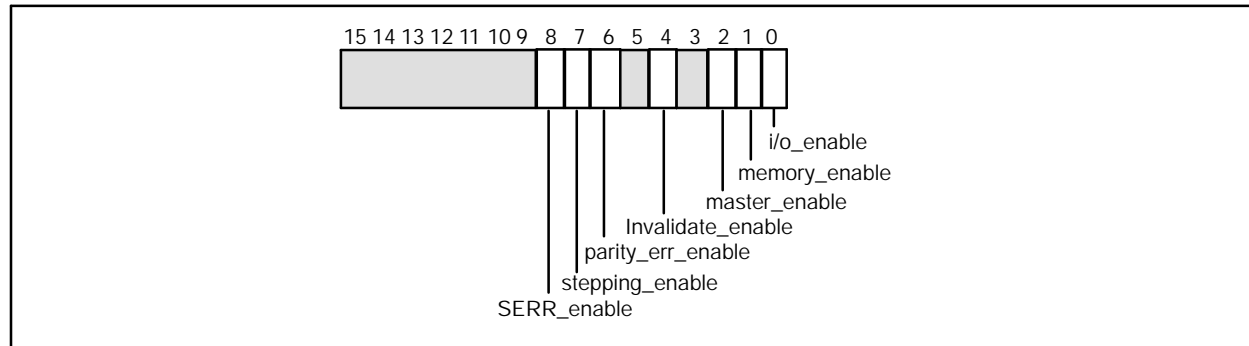 15 14 13 12 11 10 9 8 7 6 5 4 3 2 1 0
i/o_enable
memory_enable
master_enable
Invalidate_enable
parity_err_enable
stepping_enable
SERR_enable